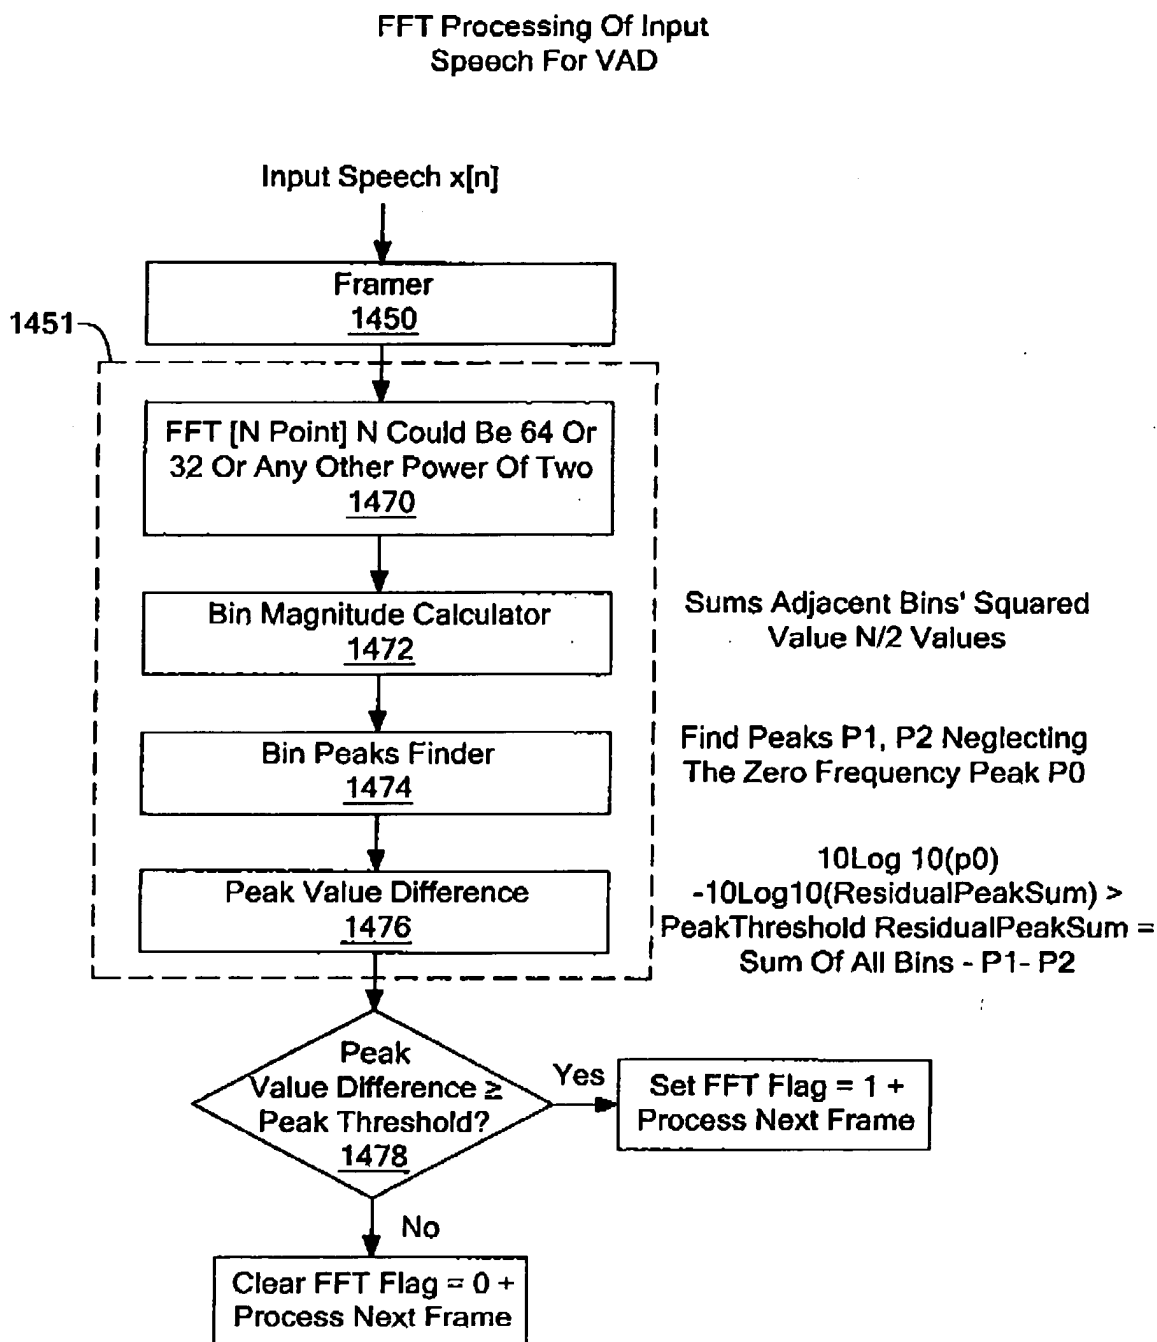 FFT Processing Of Input
Speech For VAD
Input Speech x[n]
Framer
1450
1451
FFT [N Point] N Could Be 64 Or
32 Or Any Other Power Of Two
1470
Bin Magnitude Calculator
1472
Sums Adjacent Bins' Squared
Value N/2 Values
Bin Peaks Finder
1474
Find Peaks P1, P2 Neglecting
The Zero Frequency Peak P0
Peak Value Difference
1476
10Log 10(p0)
-10Log10(ResidualPeakSum) >
PeakThreshold ResidualPeakSum =
Sum Of All Bins - P1- P2
Peak
Value Difference ≥
Peak Threshold?
1478
Yes
Set FFT Flag = 1 +
Process Next Frame
No
Clear FFT Flag = 0 +
Process Next Frame